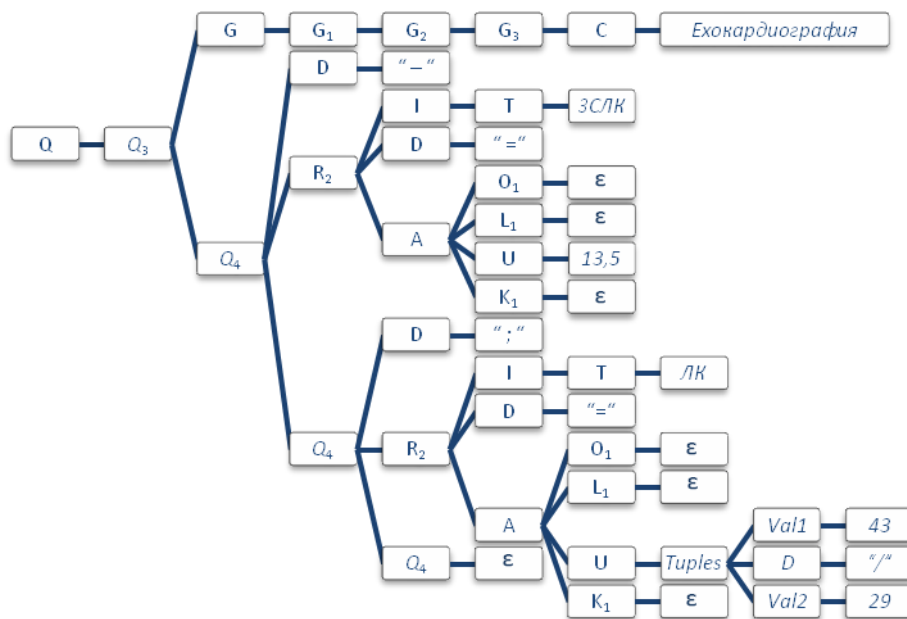 G G₁ G₂ G₃ C Ехокардиография
D "–"
I T ЗСЛК
Q Q₃ D "="
R₂
O₁ ε
L₁ ε
A
Q₄ U 13,5
K₁ ε
D ";"
I T ЛК
D "="
Q₄ R₂ O₁ ε
L₁ ε
A Val1 43
Q₄ ε U Tuples D "/"
K₁ ε Val2 29